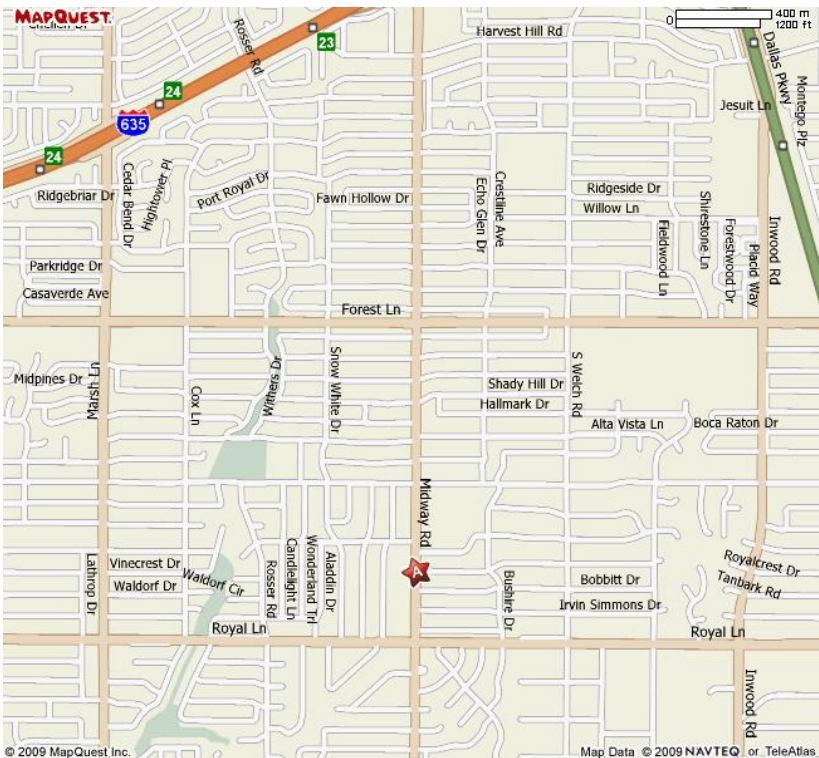 MAPQUEST.
Rosser Rd
23
Harvest Hill Rd
0
400 m
1200 ft
Dallas Pkwy
Montego Plz
24
635
Jesuit Ln
24
Cedar Bend Dr
Hightower Pl
Ridgebriar Dr
Port Royal Dr
Fawn Hollow Dr
Echo Glen Dr
Crestline Ave
Ridgeside Dr
Willow Ln
Fieldwood Ln
Shirestone Ln
Forestwood Dr
Placid Way
Inwood Rd
Parkridge Dr
Casaverde Ave
Forest Ln
Midpines Dr
Marsh Ln
Cox Ln
Withers Dr
Snow White Dr
Shady Hill Dr
Hallmark Dr
S Welch Rd
Alta Vista Ln
Boca Raton Dr
Midway Rd
Lathrop Dr
Vinecrest Dr
Waldorf Dr
Waldorf Cir
Rosser Rd
Candlelight Ln
Wonderland Trl
Aladdin Dr
A
Bushire Dr
Bobbitt Dr
Irvin Simmons Dr
Royalcrest Dr
Tanbark Rd
Royal Ln
Royal Ln
Inwood Rd
© 2009 MapQuest Inc.
Map Data © 2009 NAVTEQ or TeleAtlas